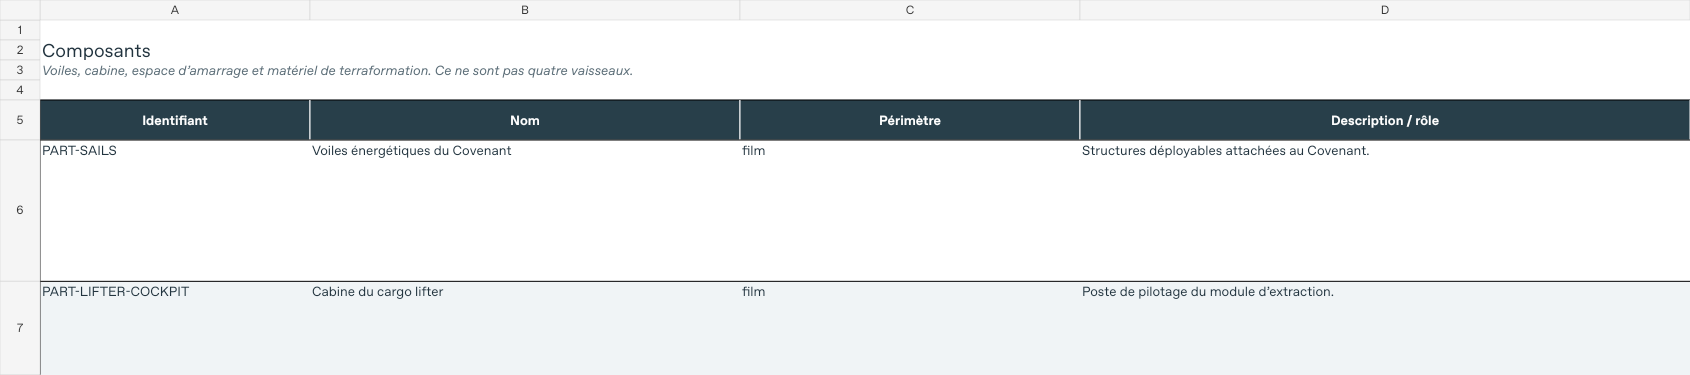 A B C D
1
2 Composants
3 Voiles, cabine, espace d’amarrage et matériel de terraformation. Ce ne sont pas quatre vaisseaux.
4
5 Identifiant Nom Périmètre Description / rôle
6 PART-SAILS Voiles énergétiques du Covenant film Structures déployables attachées au Covenant.
7 PART-LIFTER-COCKPIT Cabine du cargo lifter film Poste de pilotage du module d’extraction.